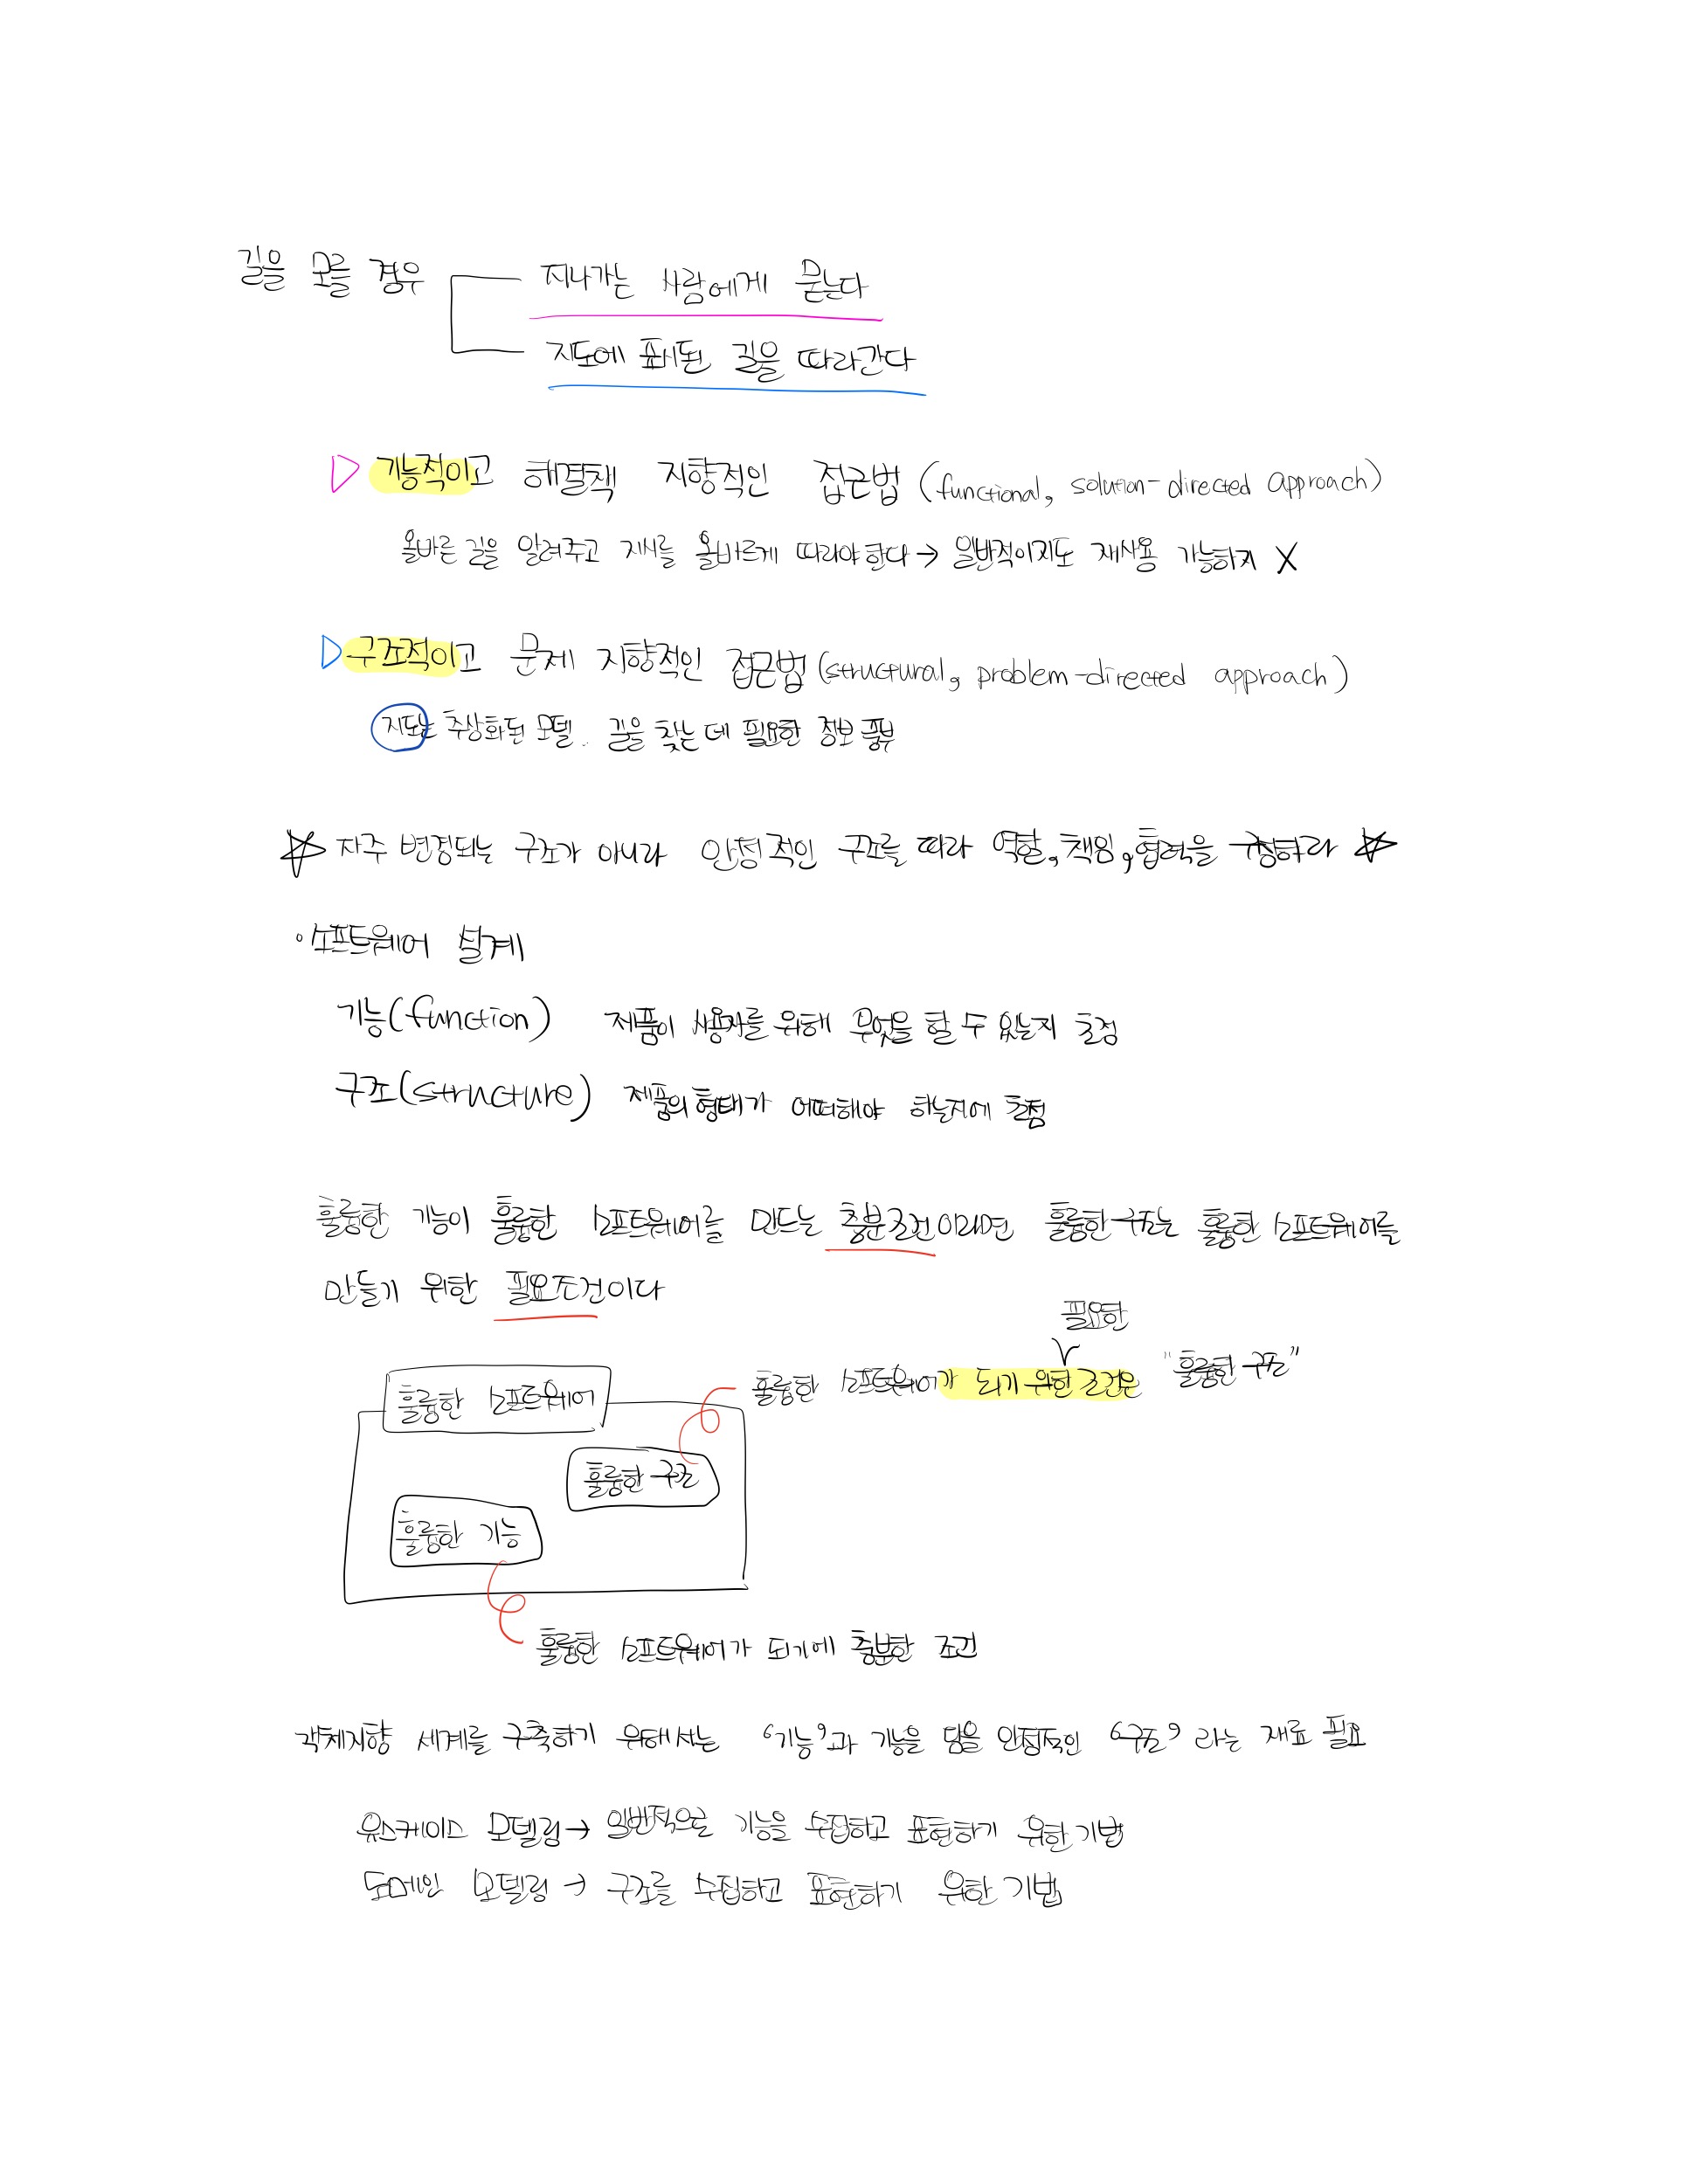 길을 모를 경우
지나가는 사람에게 묻는다
지도에 표시된 길을 따라간다
▷ 기능적이고 해결책 지향적인 접근법 (functional, solution-directed approach)
올바른 길을 알려주고 지시를 올바르게 따라야한다 → 일반적이지도 재사용 가능하지 X
▷ 구조적이고 문제 지향적인 접근법 (structural, problem-directed approach)
지도는 추상화된 모델. 길을 찾는데 필요한 정보 풍부
☆ 자주 변경되는 구조가 아니라 안정적인 구조를 따라 역할, 책임, 협력을 구성하라 ☆
· 소프트웨어 설계
기능(function) 제품이 사용자를 위해 무엇을 할 수 있는지 초점
구조(structure) 제품의 형태가 어떠해야 하는지에 초점
훌륭한 기능이 훌륭한 소프트웨어를 만드는 충분조건이라면 훌륭한 구조는 훌륭한 소프트웨어를
만들기 위한 필요조건이다
필요한
훌륭한 소프트웨어가 되기 위한 조건은 "훌륭한 구조"
훌륭한 소프트웨어
훌륭한 구조
훌륭한 기능
훌륭한 소프트웨어가 되기에 충분한 조건
객체지향 세계를 구축하기 위해서는 '기능'과 기능을 담을 안정적인 '구조' 라는 재료 필요
유스케이스 모델링 → 일반적으로 기능을 수집하고 표현하기 위한 기법
도메인 모델링 → 구조를 수집하고 표현하기 위한 기법